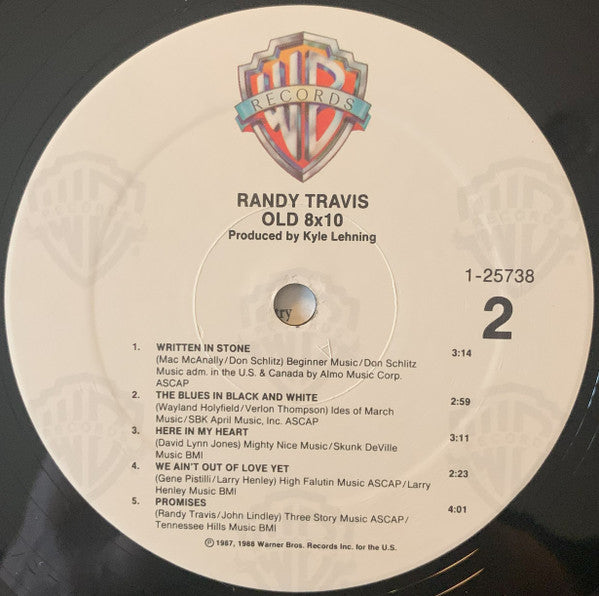 WB
RECORDS
RANDY TRAVIS
OLD 8x10
Produced by Kyle Lehning
1-25738
2
ry
1. WRITTEN IN STONE 3:14
(Mac McAnally/Don Schlitz) Beginner Music/Don Schlitz
Music adm. in the U.S. & Canada by Almo Music Corp.
ASCAP
2. THE BLUES IN BLACK AND WHITE 2:59
(Wayland Holyfield/Verlon Thompson) Ides of March
Music/SBK April Music, Inc. ASCAP
3. HERE IN MY HEART 3:11
(David Lynn Jones) Mighty Nice Music/Skunk DeVille
Music BMI
4. WE AIN'T OUT OF LOVE YET 2:23
(Gene Pistilli/Larry Henley) High Falutin Music ASCAP/Larry
Henley Music BMI
5. PROMISES 4:01
(Randy Travis/John Lindley) Three Story Music ASCAP/
Tennessee Hills Music BMI
℗ 1987, 1988 Warner Bros. Records Inc. for the U.S.